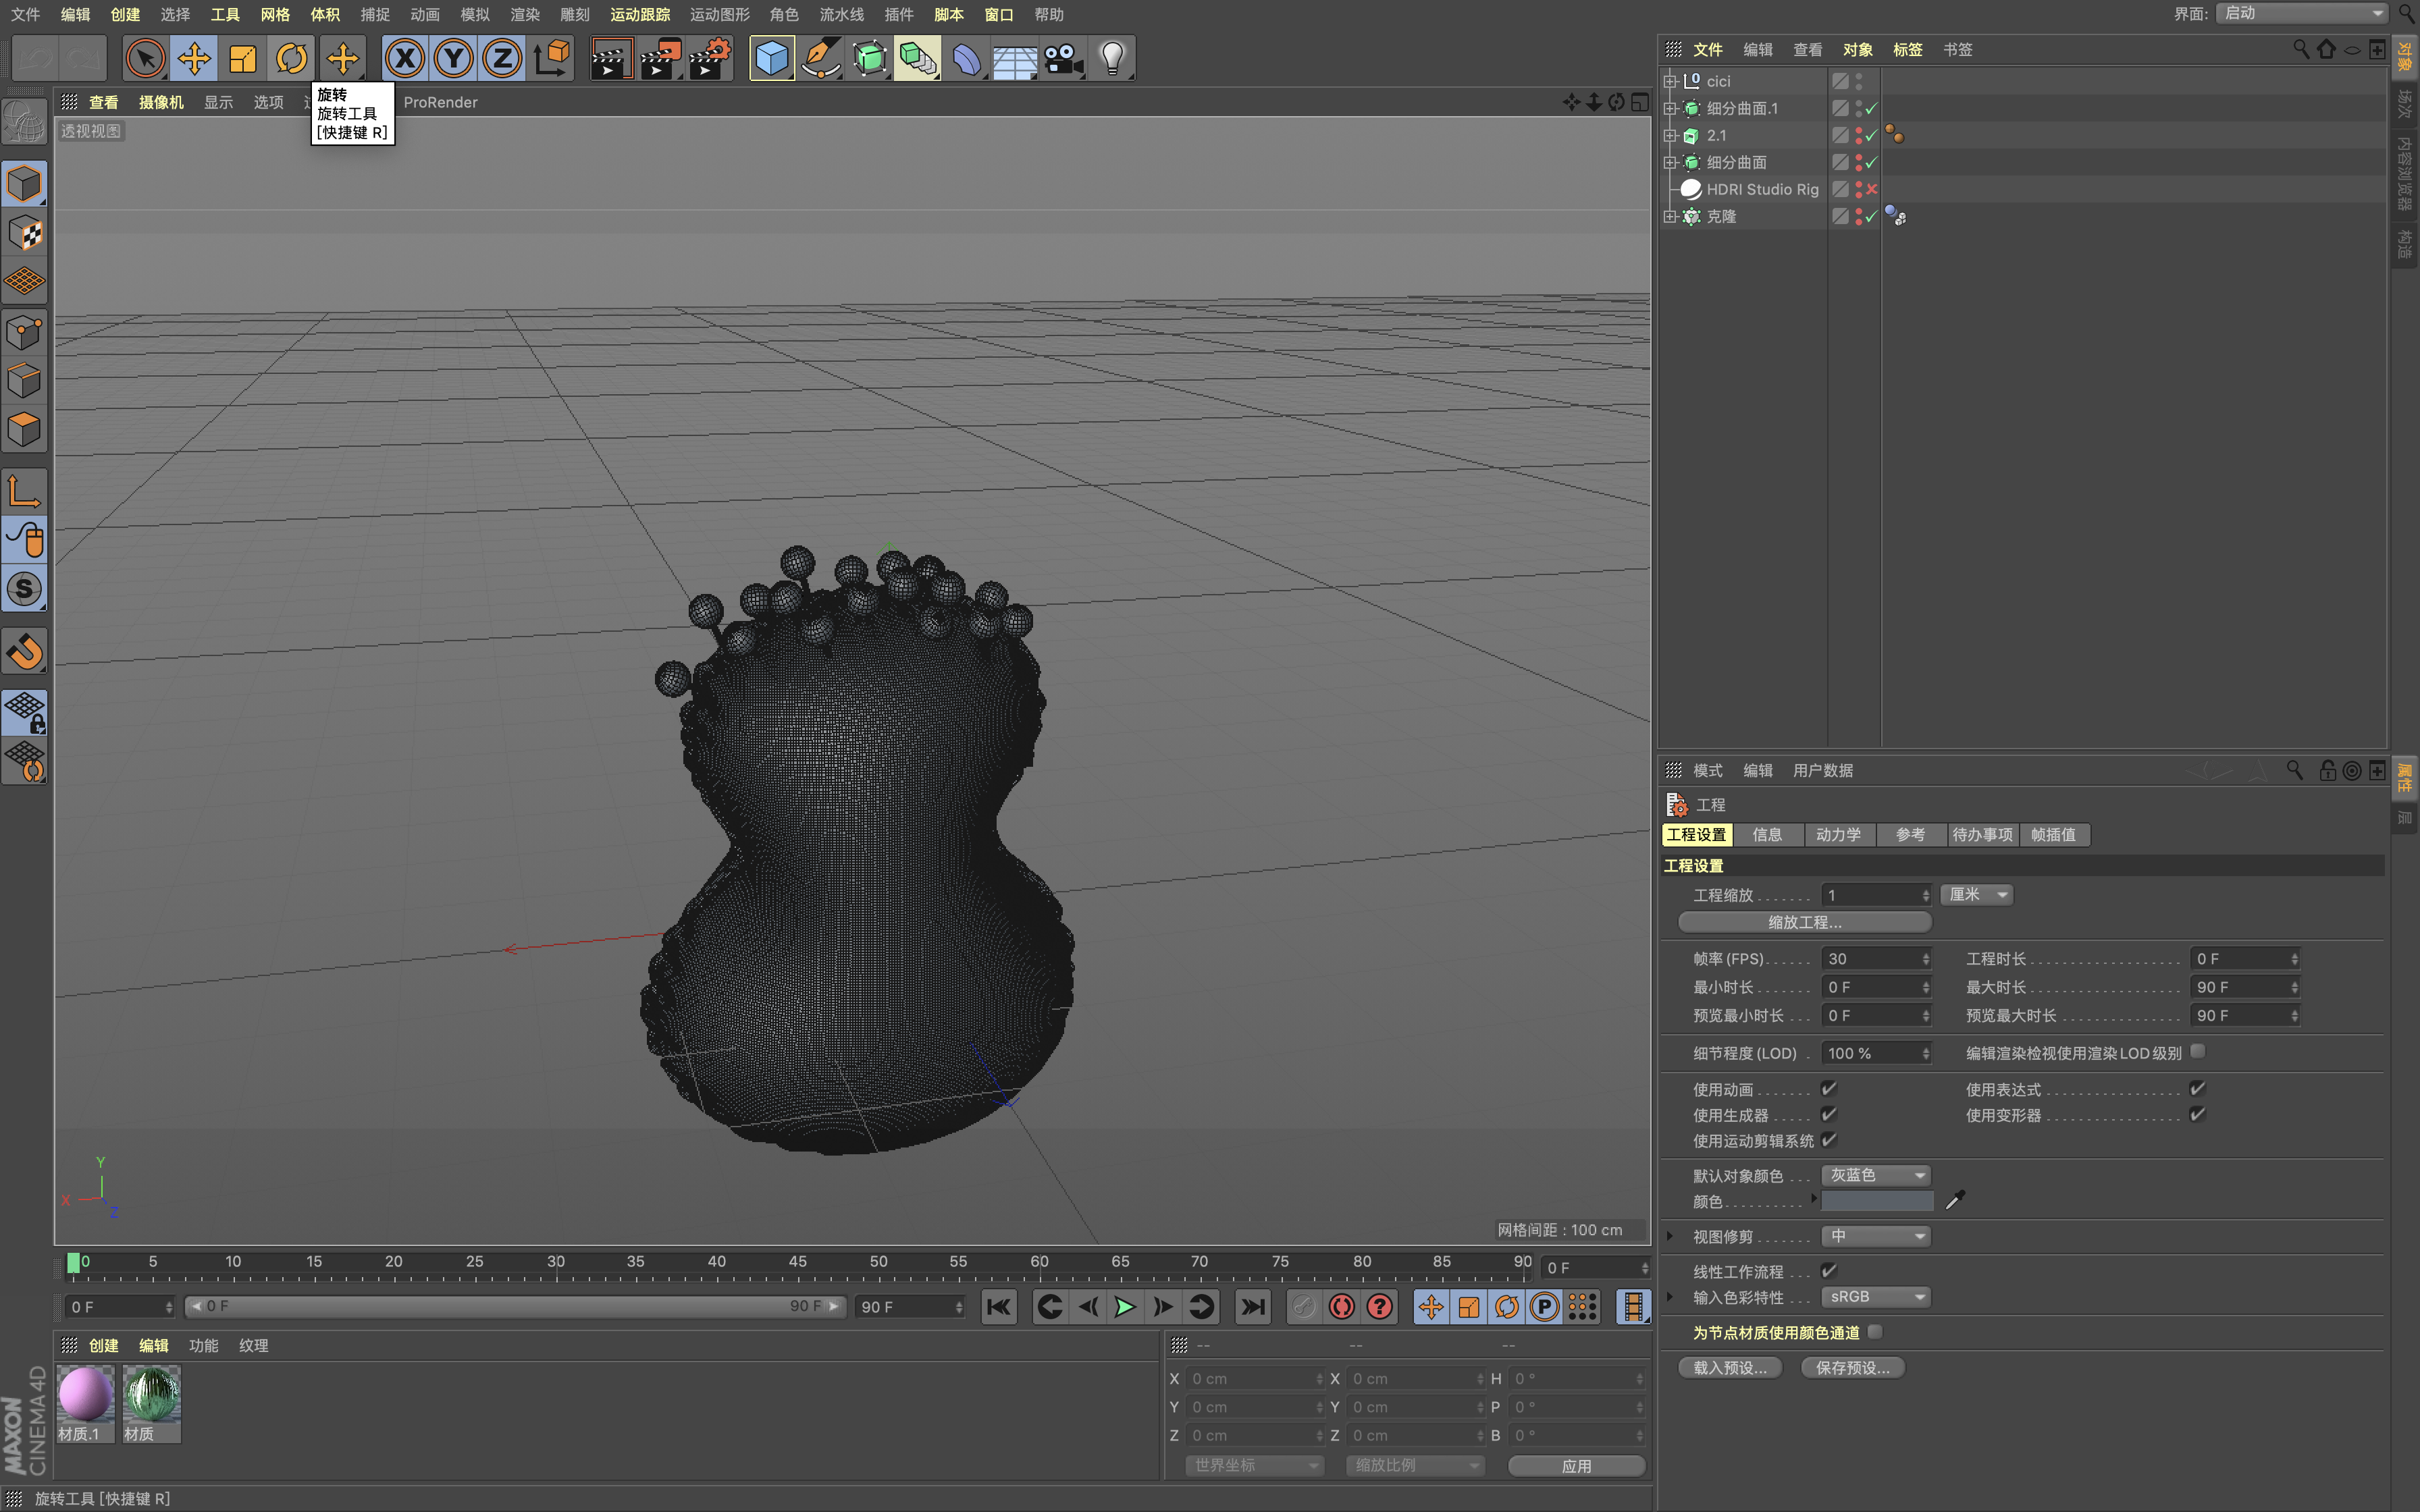 文件 编辑 创建 选择 工具 网格 体积 捕捉 动画 模拟 渲染 雕刻 运动跟踪 运动图形 角色 流水线 插件 脚本 窗口 帮助 界面: 启动
X Y Z
查看 摄像机 显示 选项 ProRender
旋转
旋转工具
[快捷键 R]
透视视图
文件 编辑 查看 对象 标签 书签
cici
细分曲面.1
2.1
细分曲面
HDRI Studio Rig
克隆
对象
场次
内容浏览器
构造
S
Y
X
Z
网格间距 : 100 cm
0 5 10 15 20 25 30 35 40 45 50 55 60 65 70 75 80 85 90 0 F
0 F 0 F 90 F 90 F ? P
创建 编辑 功能 纹理
材质.1 材质
MAXON
CINEMA 4D
-- -- --
X 0 cm X 0 cm H 0 °
Y 0 cm Y 0 cm P 0 °
Z 0 cm Z 0 cm B 0 °
世界坐标 缩放比例 应用
模式 编辑 用户数据
属性
层
工程
工程设置 信息 动力学 参考 待办事项 帧插值
工程设置
工程缩放 . . . . . . . 1 厘米
缩放工程...
帧率 (FPS) . . . . . . 30 工程时长 0 F
最小时长 . . . . . . . 0 F 最大时长 90 F
预览最小时长 . . . 0 F 预览最大时长 90 F
细节程度 (LOD) . 100 % 编辑渲染检视使用渲染 LOD 级别
使用动画 . . . . . . . 使用表达式
使用生成器 . . . . . 使用变形器
使用运动剪辑系统
默认对象颜色 . . . 灰蓝色
颜色 . . . . . . . . . .
视图修剪 . . . . . . . 中
线性工作流程 . . .
输入色彩特性 . . . sRGB
为节点材质使用颜色通道
载入预设... 保存预设...
旋转工具 [快捷键 R]